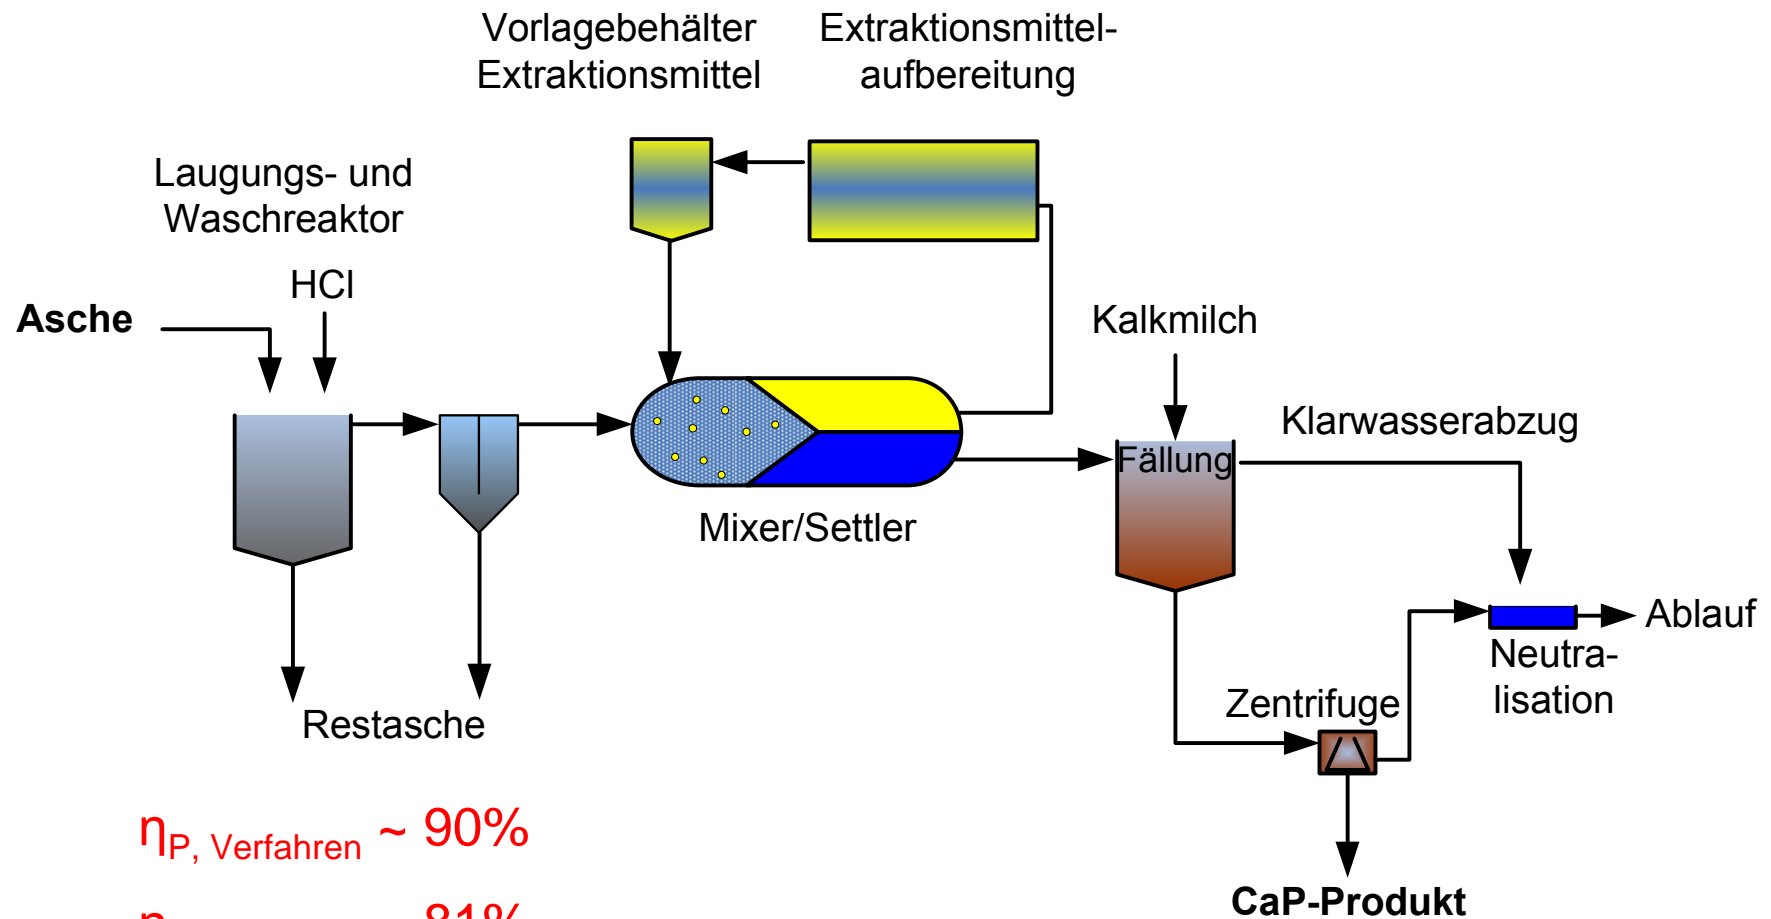 Vorlagebehälter
Extraktionsmittel
Extraktionsmittel-
aufbereitung
Laugungs- und
Waschreaktor
HCl
Asche
Kalkmilch
Klarwasserabzug
Fällung
Mixer/Settler
Ablauf
Neutra-
lisation
Zentrifuge
Restasche
ηP, Verfahren ~ 90%
CaP-Produkt
81%